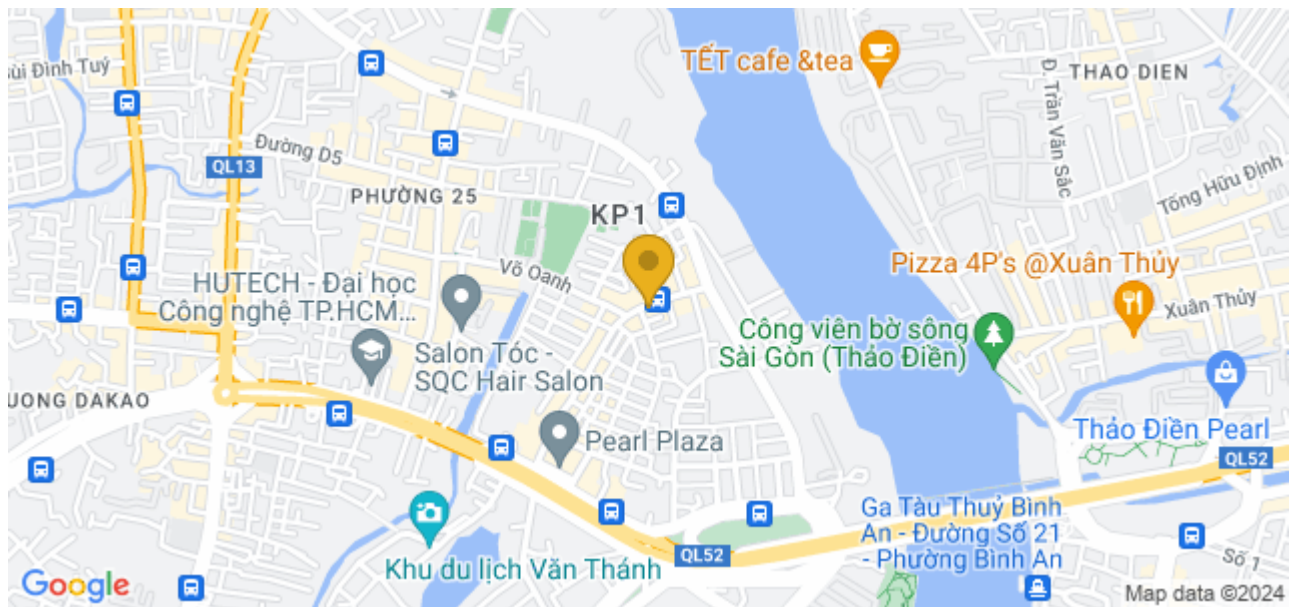 TẾT cafe &tea
THAO DIEN
ùi Đình Tuý
Đ. Trần Văn Sắc
Đường D5
QL13
PHƯỜNG 25
KP1
Tống Hữu Định
Võ Oanh
Pizza 4P's @Xuân Thủy
HUTECH - Đại học
Công nghệ TP.HCM...
Xuân Thủy
Công viên bờ sông
Sài Gòn (Thảo Điền)
Salon Tóc -
SQC Hair Salon
UONG DAKAO
Thảo Điền Pearl
Pearl Plaza
QL52
Ga Tàu Thuỷ Bình
An - Đường Số 21
- Phường Bình An
QL52
Số 1
Khu du lịch Văn Thánh
Google
Map data ©2024